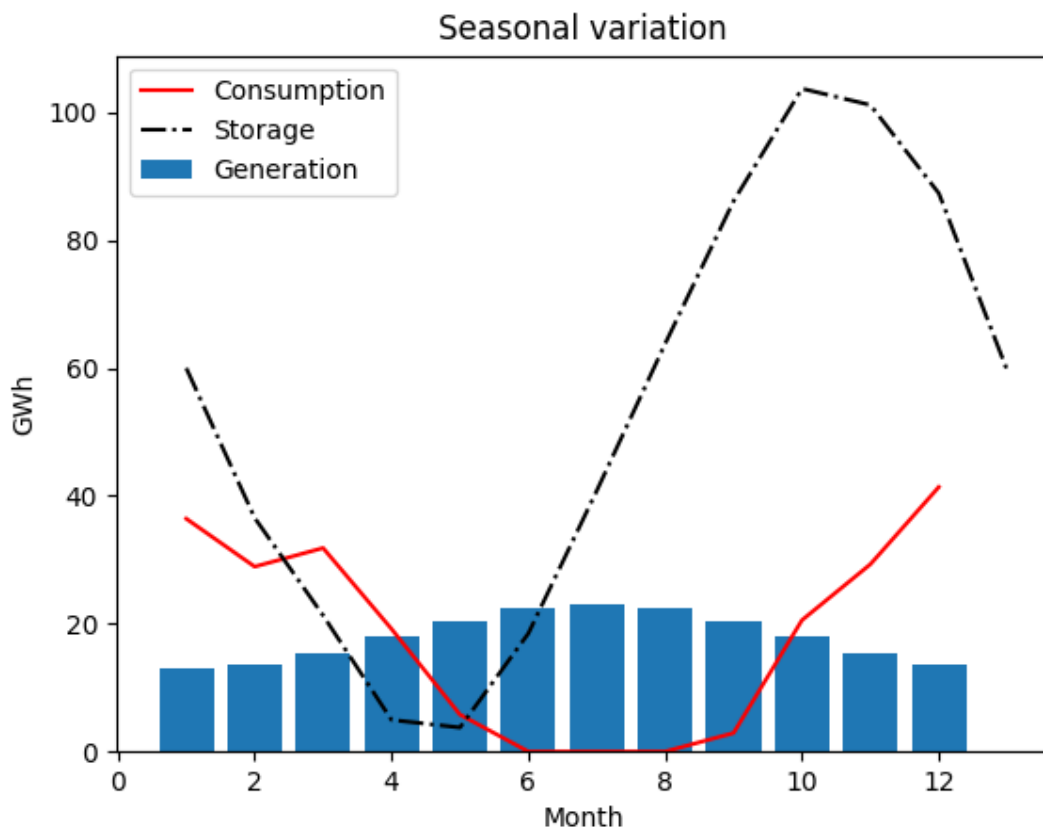 Seasonal variation
Consumption
Storage
Generation
100
80
60
40
20
0
GWh
0 2 4 6 8 10 12
Month